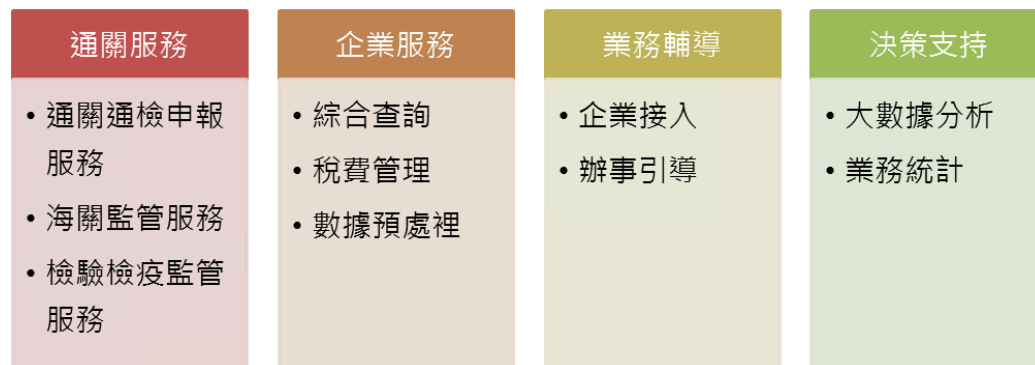 通關服務
• 通關通檢申報
服務
• 海關監管服務
• 檢驗檢疫監管
服務
企業服務
• 綜合查詢
• 稅費管理
• 數據預處裡
業務輔導
• 企業接入
• 辦事引導
決策支持
• 大數據分析
• 業務統計